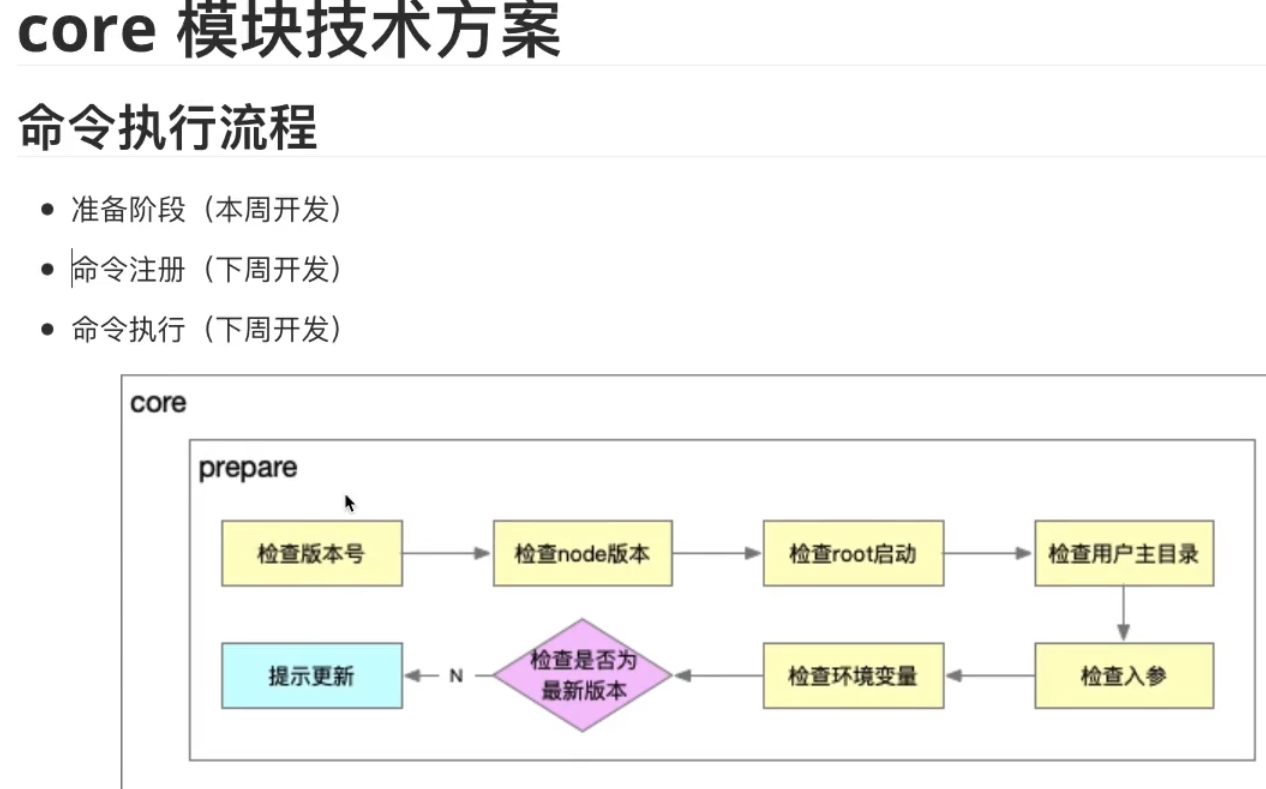 core 模块技术方案
命令执行流程
准备阶段（本周开发）
命令注册（下周开发）
命令执行（下周开发）
core
prepare
检查版本号
检查node版本
检查root启动
检查用户主目录
检查入参
检查环境变量
检查是否为
最新版本
N
提示更新